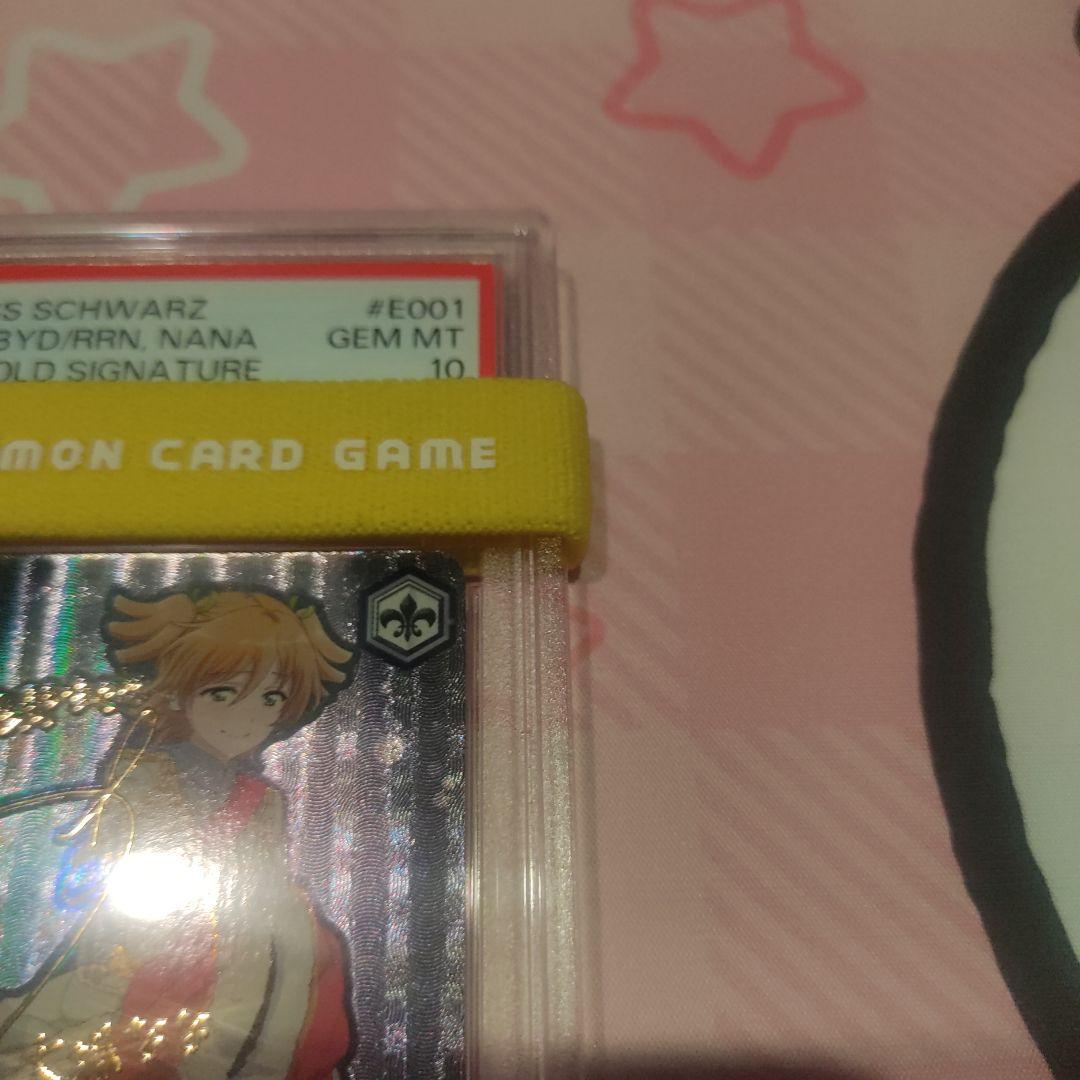 SS SCHWARZ #E001
BYD/RRN, NANA GEM MT
OLD SIGNATURE 10
MON CARD GAME